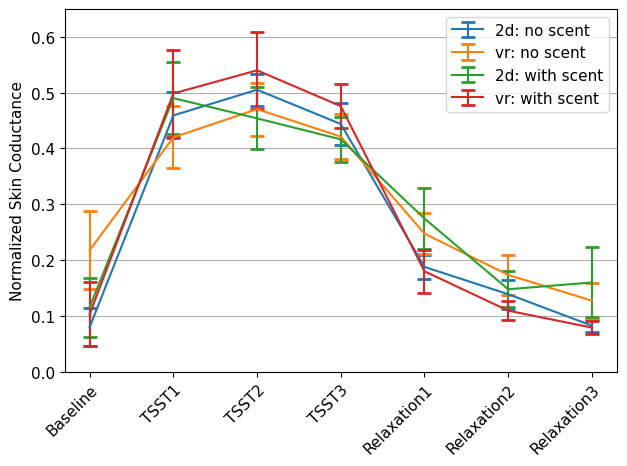 2d: no scent
vr: no scent
2d: with scent
vr: with scent
Normalized Skin Coductance
0.6
0.5
0.4
0.3
0.2
0.1
0.0
Baseline
TSST1
TSST2
TSST3
Relaxation1
Relaxation2
Relaxation3